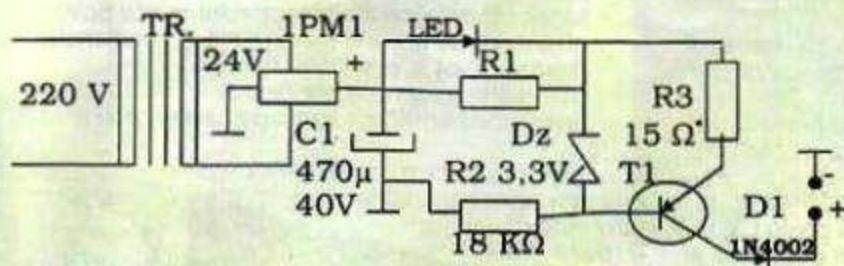 TR. 1PM1 LED
24V + R1
220 V R3
C1 Dz 15 Ω*
470µ R2 3,3V T1 -
40V D1 +
18 KΩ 1N4002